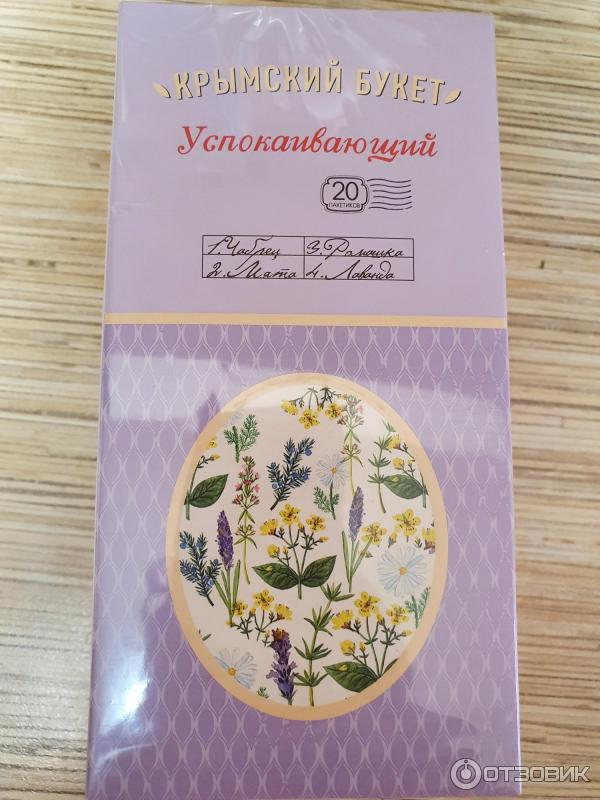 КРЫМСКИЙ БУКЕТ
Успокаивающий
20
ПАКЕТИКОВ
1. Чабрец 3. Ромашка
2. Мята 4. Лаванда
ОТЗОВИК